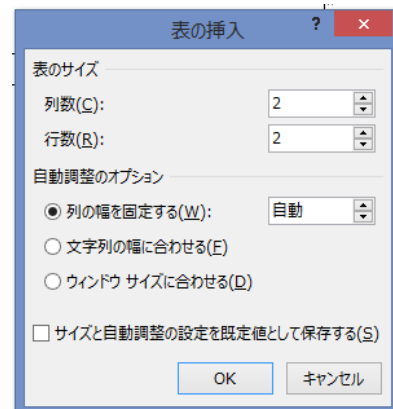 表の挿入 ? ×
表のサイズ
列数(C): 2
行数(R): 2
自動調整のオプション
列の幅を固定する(W): 自動
文字列の幅に合わせる(F)
ウィンドウ サイズに合わせる(D)
サイズと自動調整の設定を既定値として保存する(S)
OK キャンセル